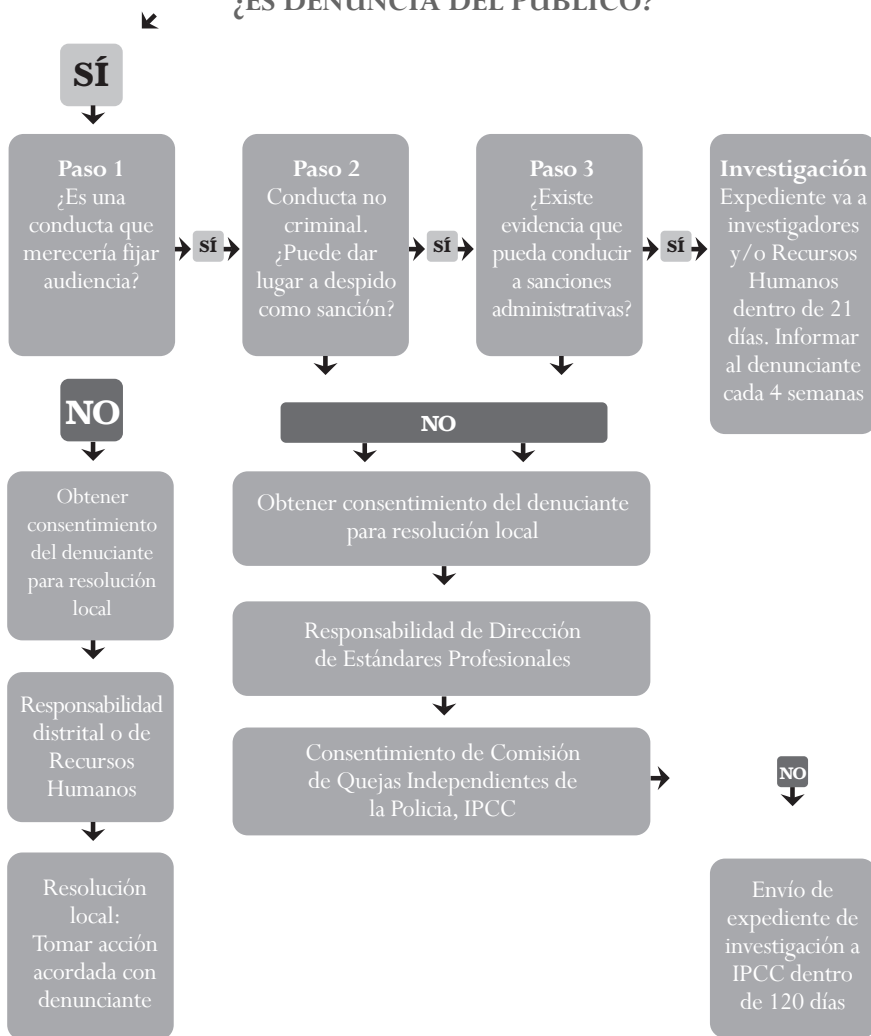 ¿ES DENUNCIA DEL PÚBLICO?
SÍ
Paso 1
¿Es una
conducta que
merecería fijar
audiencia?
SÍ
Paso 2
Conducta no
criminal.
¿Puede dar
lugar a despido
como sanción?
SÍ
Paso 3
¿Existe
evidencia que
pueda conducir
a sanciones
administrativas?
SÍ
Investigación
Expediente va a
investigadores
y/o Recursos
Humanos
dentro de 21
días. Informar
al denunciante
cada 4 semanas
NO
Obtener
consentimiento
del denuciante
para resolución
local
Responsabilidad
distrital o de
Recursos
Humanos
Resolución
local:
Tomar acción
acordada con
denunciante
NO
Obtener consentimiento del denuciante
para resolución local
Responsabilidad de Dirección
de Estándares Profesionales
Consentimiento de Comisión
de Quejas Independientes de
la Policia, IPCC
NO
Envío de
expediente de
investigación a
IPCC dentro
de 120 días